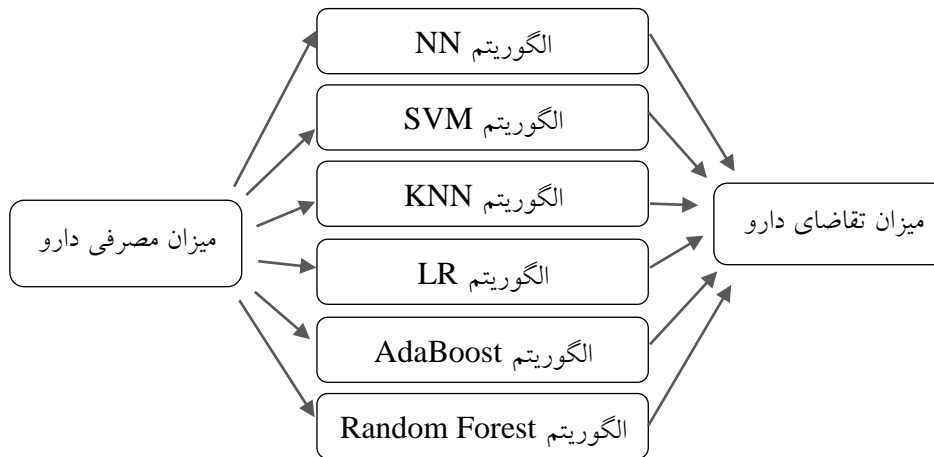 الگوریتم NN
الگوریتم SVM
الگوریتم KNN
میزان مصرفی دارو
میزان تقاضای دارو
الگوریتم LR
الگوریتم AdaBoost
الگوریتم Random Forest